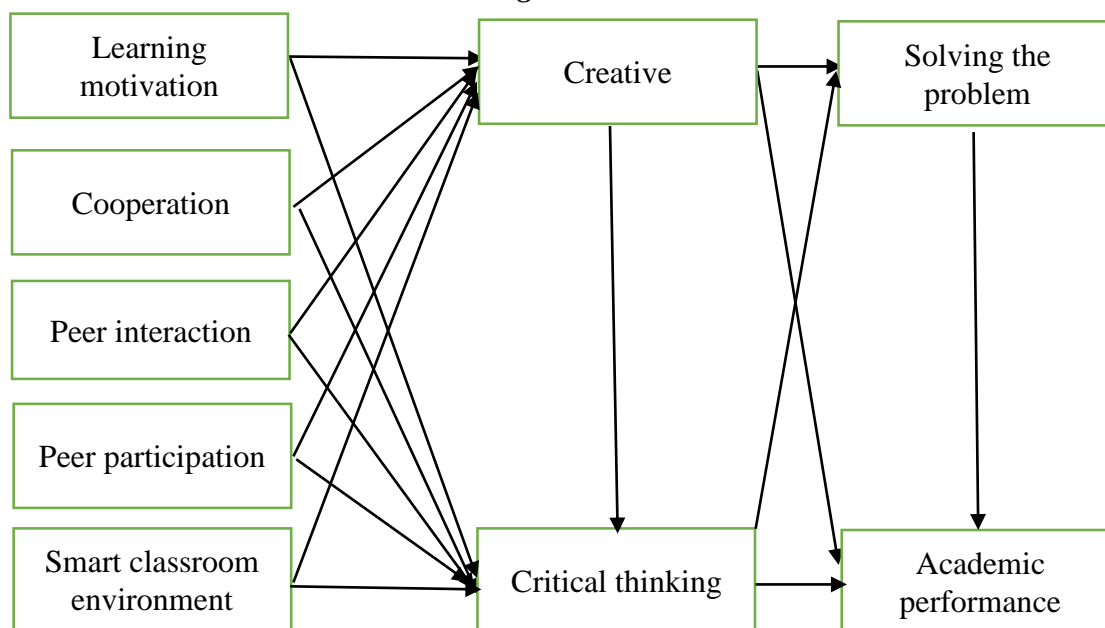 Learning
motivation
Cooperation
Peer interaction
Peer participation
Smart classroom
environment
Creative
Critical thinking
Solving the
problem
Academic
performance